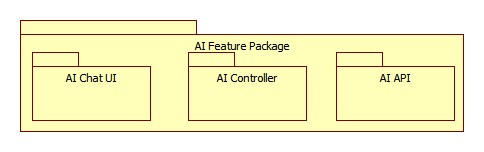 AI Feature Package
AI Chat UI
AI Controller
AI API